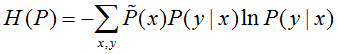 H(P) = −∑ P̃(x)P(y | x) ln P(y | x)
x,y